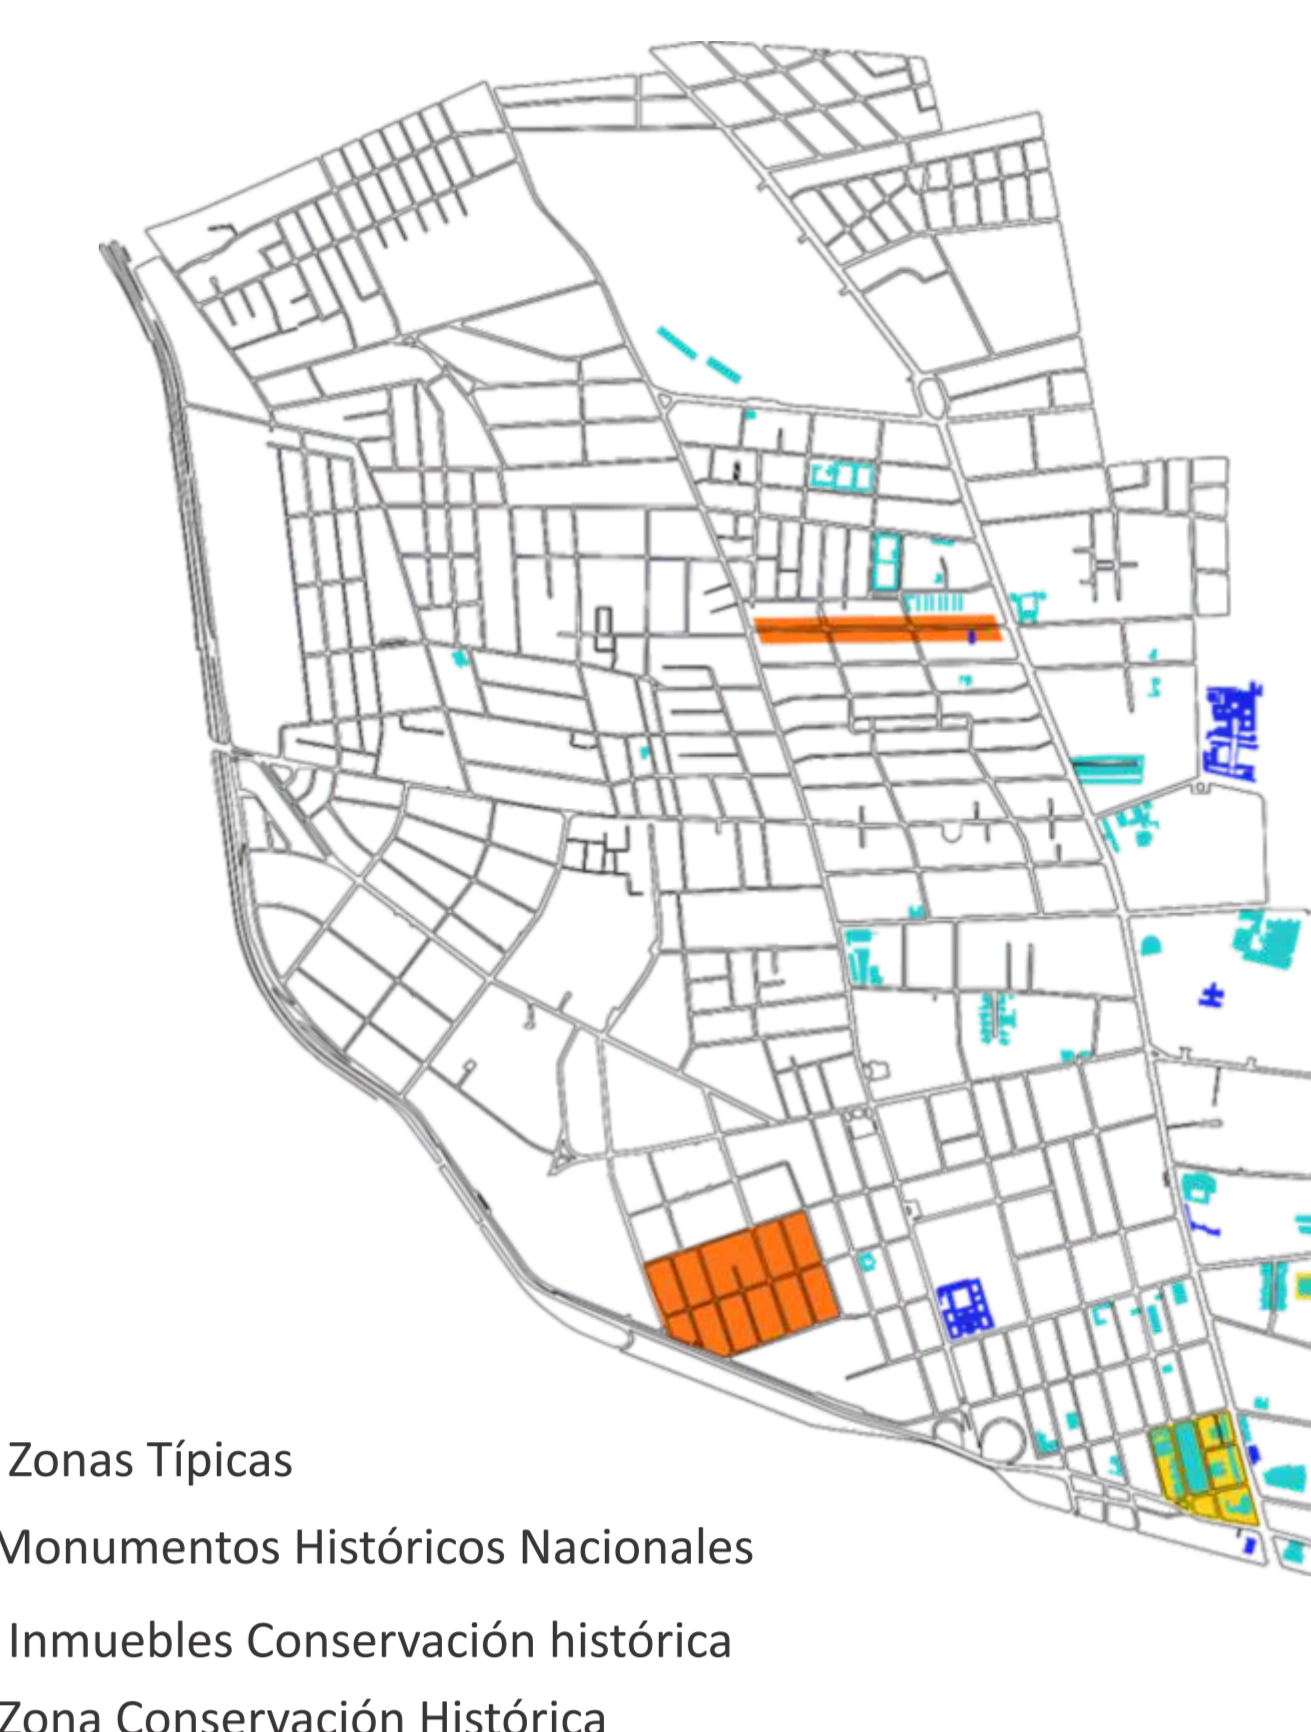 Zonas Típicas
Monumentos Históricos Nacionales
Inmuebles Conservación histórica
Zona Conservación Histórica